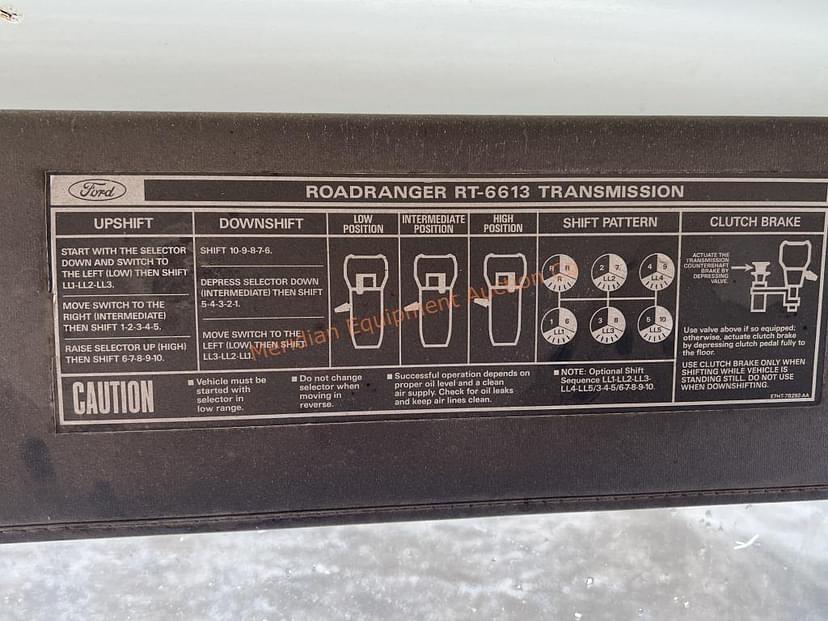 Ford
ROADRANGER RT-6613 TRANSMISSION
UPSHIFT
START WITH THE SELECTOR
DOWN AND SWITCH TO
THE LEFT (LOW) THEN SHIFT
LL1-LL2-LL3.
MOVE SWITCH TO THE
RIGHT (INTERMEDIATE)
THEN SHIFT 1-2-3-4-5.
RAISE SELECTOR UP (HIGH)
THEN SHIFT 6-7-8-9-10.
DOWNSHIFT
SHIFT 10-9-8-7-6.
DEPRESS SELECTOR DOWN
(INTERMEDIATE) THEN SHIFT
5-4-3-2-1.
MOVE SWITCH TO THE
LEFT (LOW) THEN SHIFT
LL3-LL2-LL1.
LOW
POSITION
INTERMEDIATE
POSITION
HIGH
POSITION
SHIFT PATTERN
R R
R
2 7
LL2
4 9
LL4
1 6
LL1
3 8
LL3
5 10
LL5
CLUTCH BRAKE
ACTUATE THE
TRANSMISSION
COUNTERSHAFT
BRAKE BY
DEPRESSING
VALVE.
Use valve above if so equipped;
otherwise, actuate clutch brake
by depressing clutch pedal fully to
the floor.
USE CLUTCH BRAKE ONLY WHEN
SHIFTING WHILE VEHICLE IS
STANDING STILL. DO NOT USE
WHEN DOWNSHIFTING.
E7HT-7B292-AA
CAUTION
■ Vehicle must be
started with
selector in
low range.
■ Do not change
selector when
moving in
reverse.
■ Successful operation depends on
proper oil level and a clean
air supply. Check for oil leaks
and keep air lines clean.
■ NOTE: Optional Shift
Sequence LL1-LL2-LL3-
LL4-LL5/3-4-5/6-7-8-9-10.
Meridian Equipment Auction